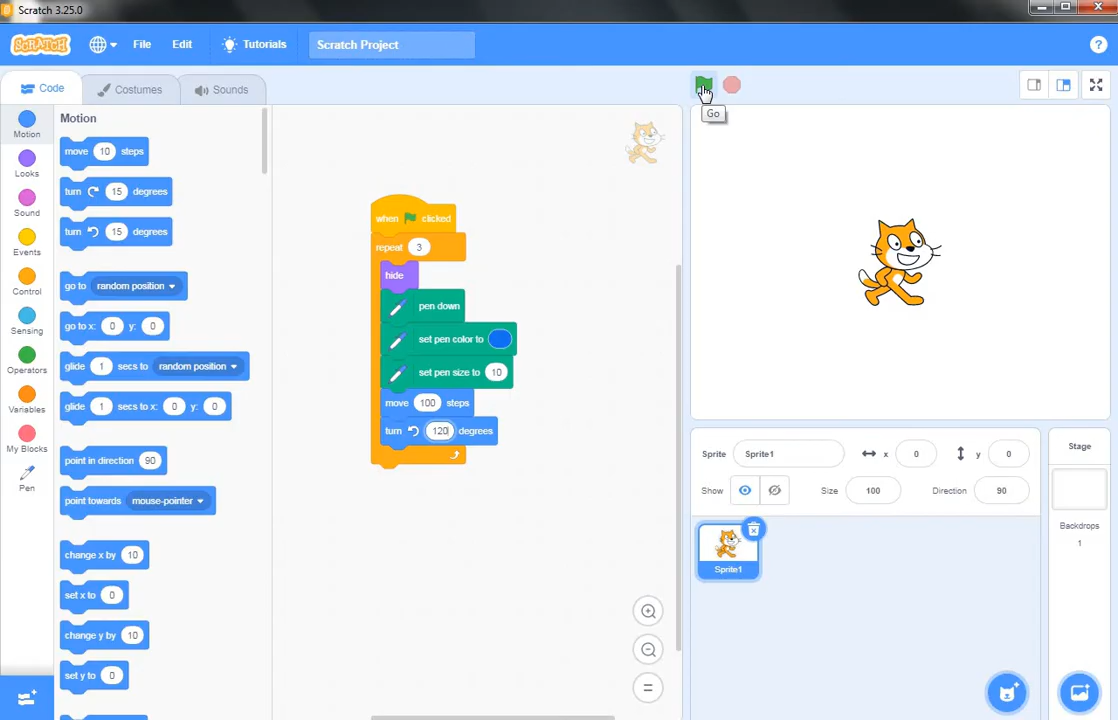 Scratch 3.25.0
SCRATCH
File
Edit
Tutorials
Scratch Project
?
Code
Costumes
Sounds
Go
Motion
Looks
Sound
Events
Control
Sensing
Operators
Variables
My Blocks
Pen
Motion
move 10 steps
turn 15 degrees
turn 15 degrees
go to random position
go to x: 0 y: 0
glide 1 secs to random position
glide 1 secs to x: 0 y: 0
point in direction 90
point towards mouse-pointer
change x by 10
set x to 0
change y by 10
set y to 0
when clicked
repeat 3
hide
pen down
set pen color to
set pen size to 10
move 100 steps
turn 120 degrees
Sprite Sprite1 x 0 y 0
Show Size 100 Direction 90
Sprite1
Stage
Backdrops
1